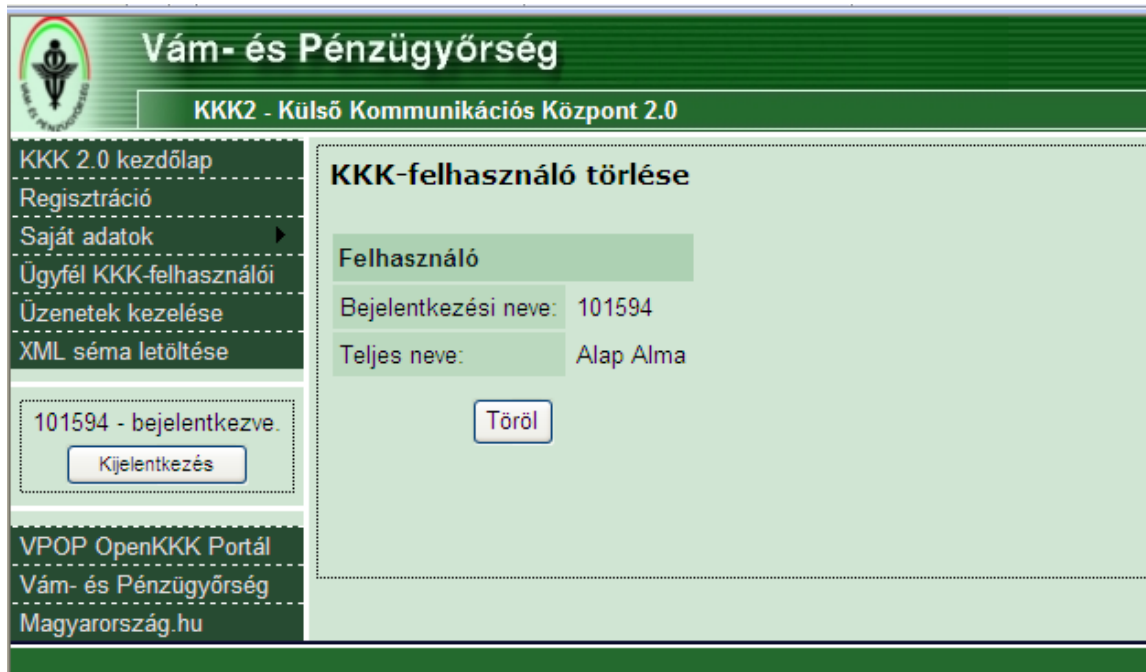 Vám- és Pénzügyőrség
KKK2 - Külső Kommunikációs Központ 2.0
KKK 2.0 kezdőlap
Regisztráció
Saját adatok
Ügyfél KKK-felhasználói
Üzenetek kezelése
XML séma letöltése
101594 - bejelentkezve.
Kijelentkezés
VPOP OpenKKK Portál
Vám- és Pénzügyőrség
Magyarország.hu
KKK-felhasználó törlése
Felhasználó
Bejelentkezési neve: 101594
Teljes neve: Alap Alma
Töröl